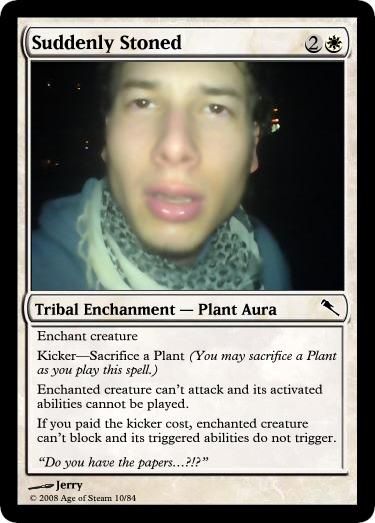 Suddenly Stoned 2
Tribal Enchanment — Plant Aura
Enchant creature
Kicker—Sacrifice a Plant (You may sacrifice a Plant
as you play this spell.)
Enchanted creature can't attack and its activated
abilities cannot be played.
If you paid the kicker cost, enchanted creature
can't block and its triggered abilities do not trigger.
"Do you have the papers...?!?"
Jerry
© 2008 Age of Steam 10/84